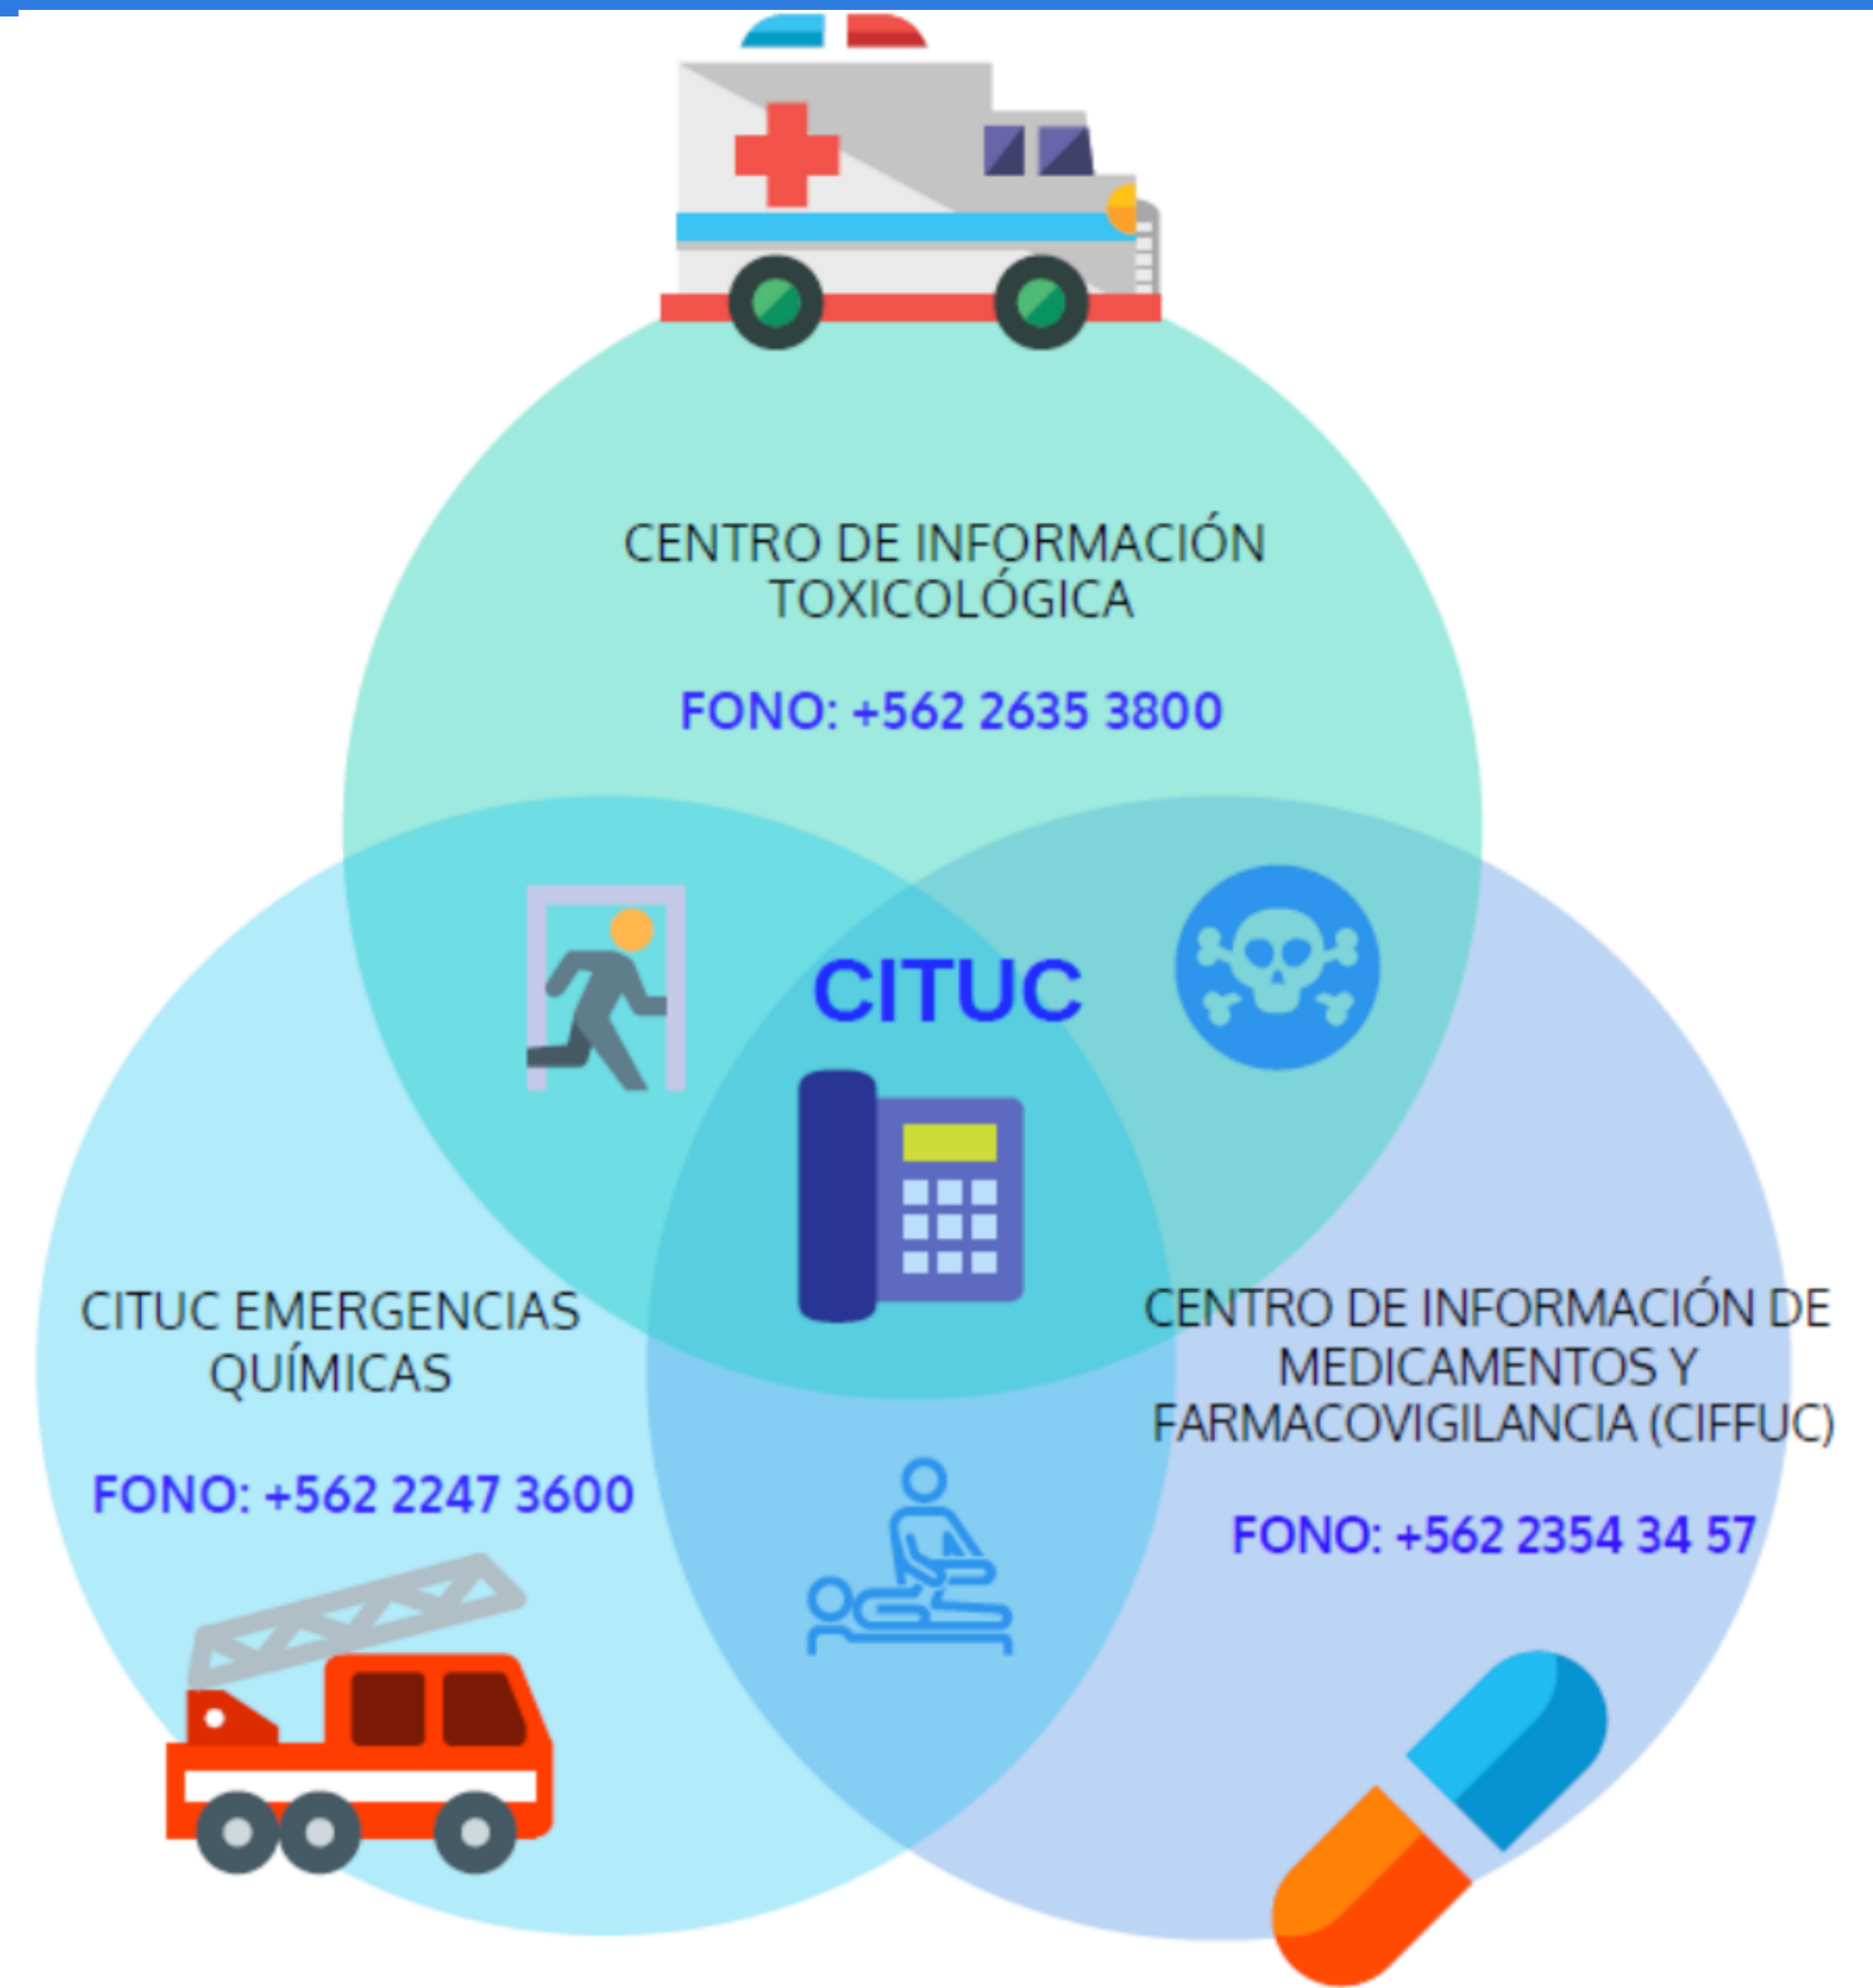 CENTRO DE INFORMACIÓN
TOXICOLÓGICA
FONO: +562 2635 3800
CITUC
CITUC EMERGENCIAS
QUÍMICAS
FONO: +562 2247 3600
CENTRO DE INFORMACIÓN DE
MEDICAMENTOS Y
FARMACOVIGILANCIA (CIFFUC)
FONO: +562 2354 34 57